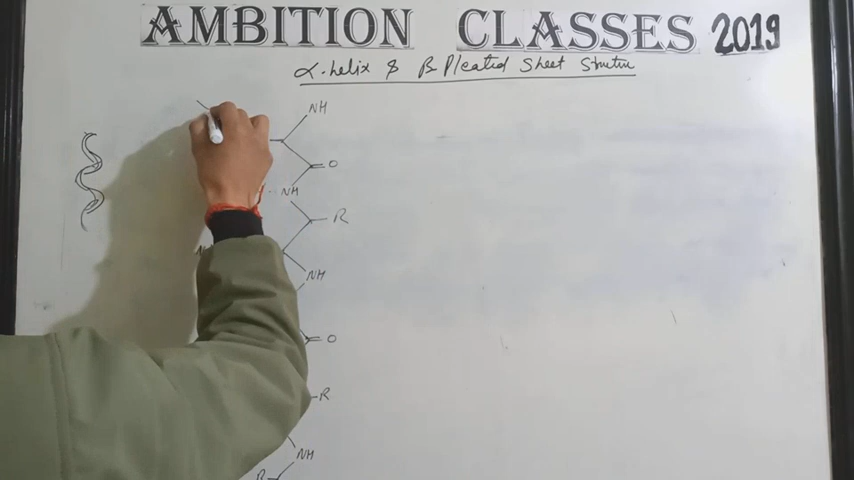 AMBITION CLASSES 2019
α-helix & β-Pleated Sheet Structure
NH
O
NH
R
NH
O
R
NH
R